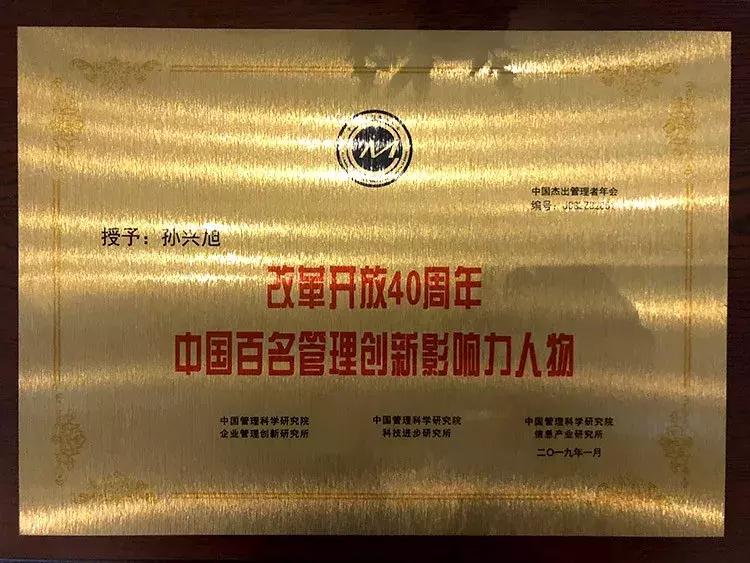 中国杰出管理者年会
编号:
授予：孙兴旭
改革开放40周年
中国百名管理创新影响力人物
中国管理科学研究院
企业管理创新研究所
中国管理科学研究院
科技进步研究所
中国管理科学研究院
信息产业研究所
二〇一九年一月